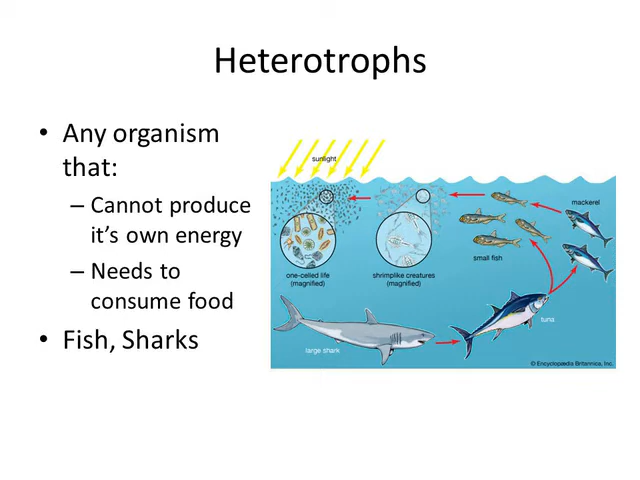 Heterotrophs
• Any organism
that:
– Cannot produce
it's own energy
– Needs to
consume food
• Fish, Sharks
sunlight
mackerel
small fish
one-celled life
(magnified)
shrimplike creatures
(magnified)
tuna
large shark
© Encyclopædia Britannica, Inc.